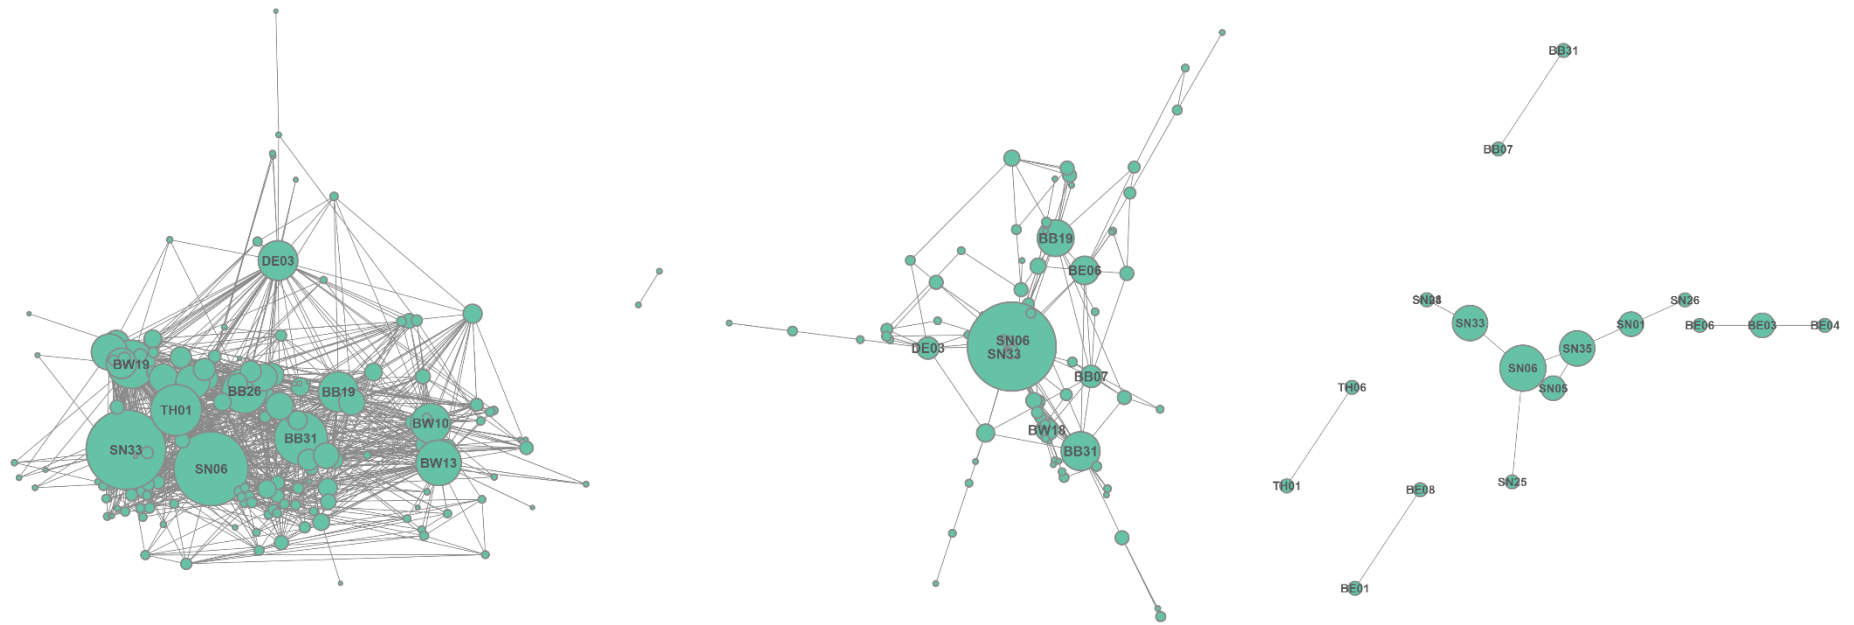 DE03
BW19
BB26
BB19
TH01
BW10
BB31
SN33
SN06
BW13
BB19
BE06
SN06
SN33
DE03
BB07
BW18
BB31
BB31
BB07
SN26
SN33
SN01
BE06
BE03
BE04
SN35
SN06
SN05
TH06
SN25
TH01
BE08
BE01